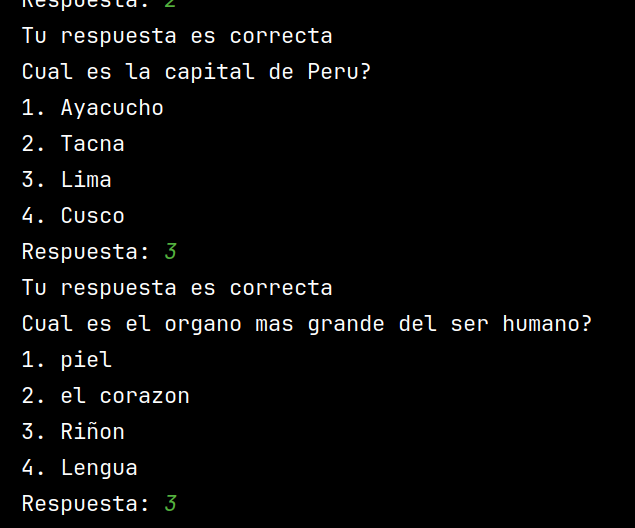 Respuesta: 2
Tu respuesta es correcta
Cual es la capital de Peru?
1. Ayacucho
2. Tacna
3. Lima
4. Cusco
Respuesta: 3
Tu respuesta es correcta
Cual es el organo mas grande del ser humano?
1. piel
2. el corazon
3. Riñon
4. Lengua
Respuesta: 3